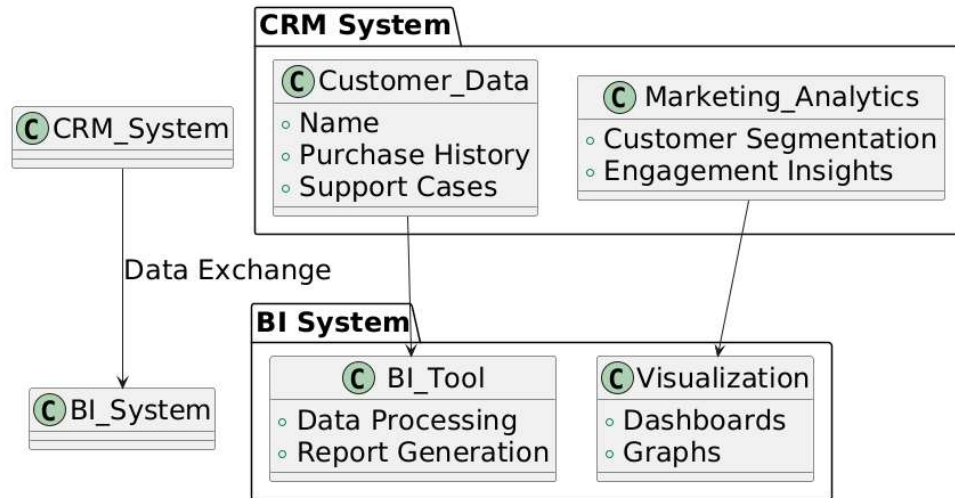 CRM System
C Customer_Data
Name
Purchase History
Support Cases
C Marketing_Analytics
Customer Segmentation
Engagement Insights
C CRM_System
Data Exchange
C BI_System
BI System
C BI_Tool
Data Processing
Report Generation
C Visualization
Dashboards
Graphs